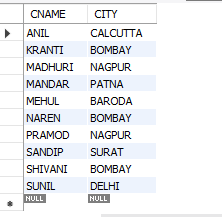 CNAME CITY
ANIL CALCUTTA
KRANTI BOMBAY
MADHURI NAGPUR
MANDAR PATNA
MEHUL BARODA
NAREN BOMBAY
PRAMOD NAGPUR
SANDIP SURAT
SHIVANI BOMBAY
SUNIL DELHI
NULL NULL